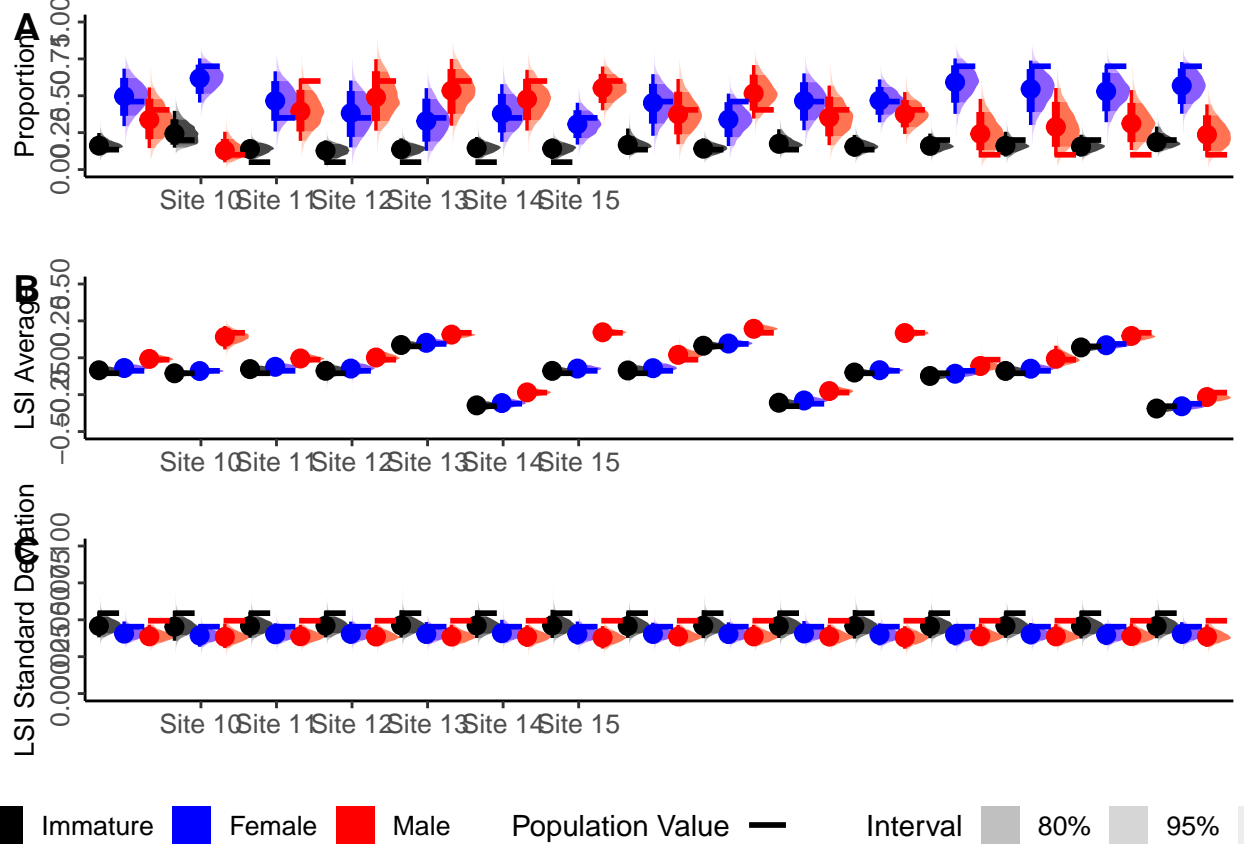 A
Proportion
Site 10 Site 11 Site 12 Site 13 Site 14 Site 15
B
LSI Average
Site 10 Site 11 Site 12 Site 13 Site 14 Site 15
C
LSI Standard Deviation
Site 10 Site 11 Site 12 Site 13 Site 14 Site 15
Immature Female Male Population Value Interval 80% 95%